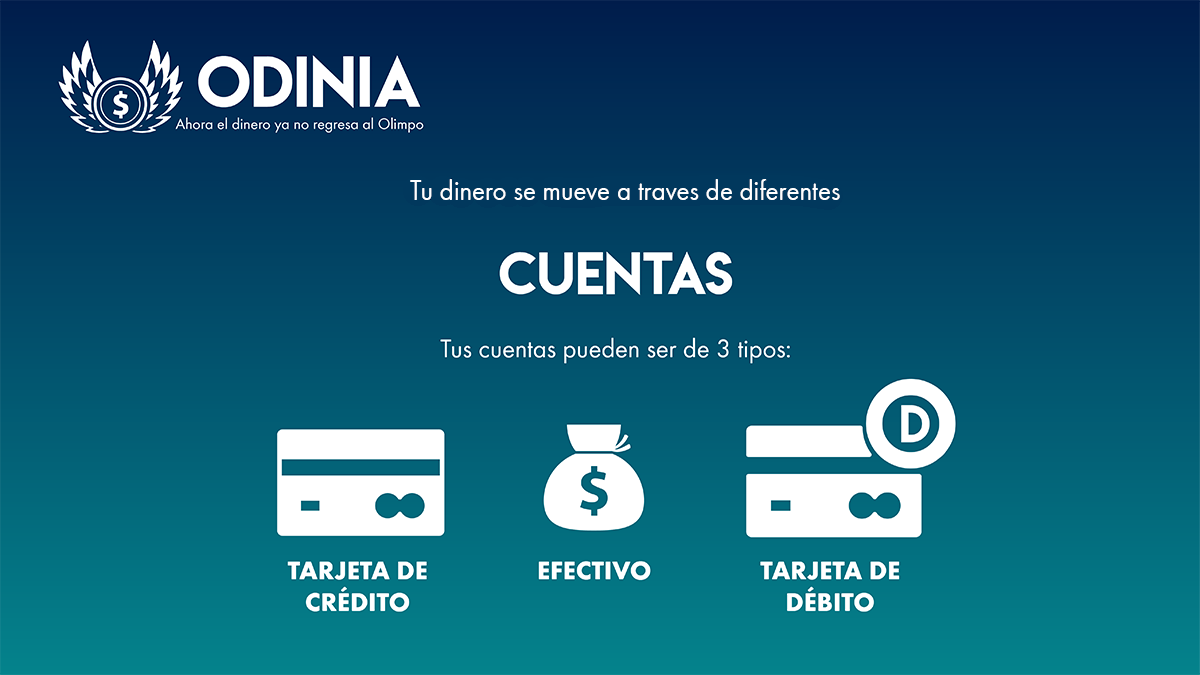 $
ODINIA
Ahora el dinero ya no regresa al Olimpo
Tu dinero se mueve a traves de diferentes
CUENTAS
Tus cuentas pueden ser de 3 tipos:
D
$
TARJETA DE
CRÉDITO
EFECTIVO
TARJETA DE
DÉBITO